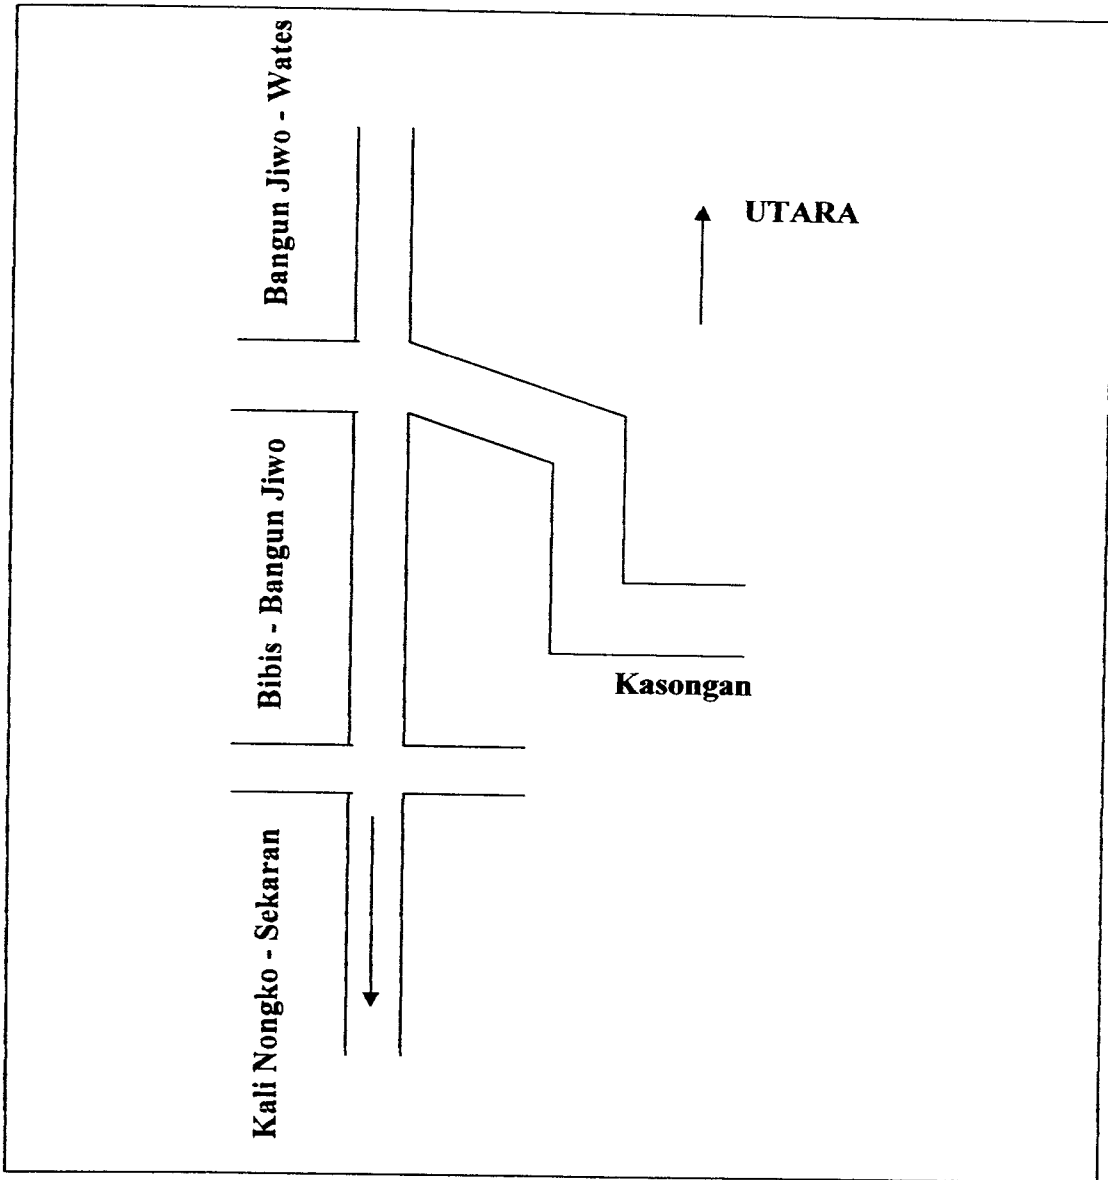 Bangun Jiwo - Wates
UTARA
Bibis - Bangun Jiwo
Kasongan
Kali Nongko - Sekaran